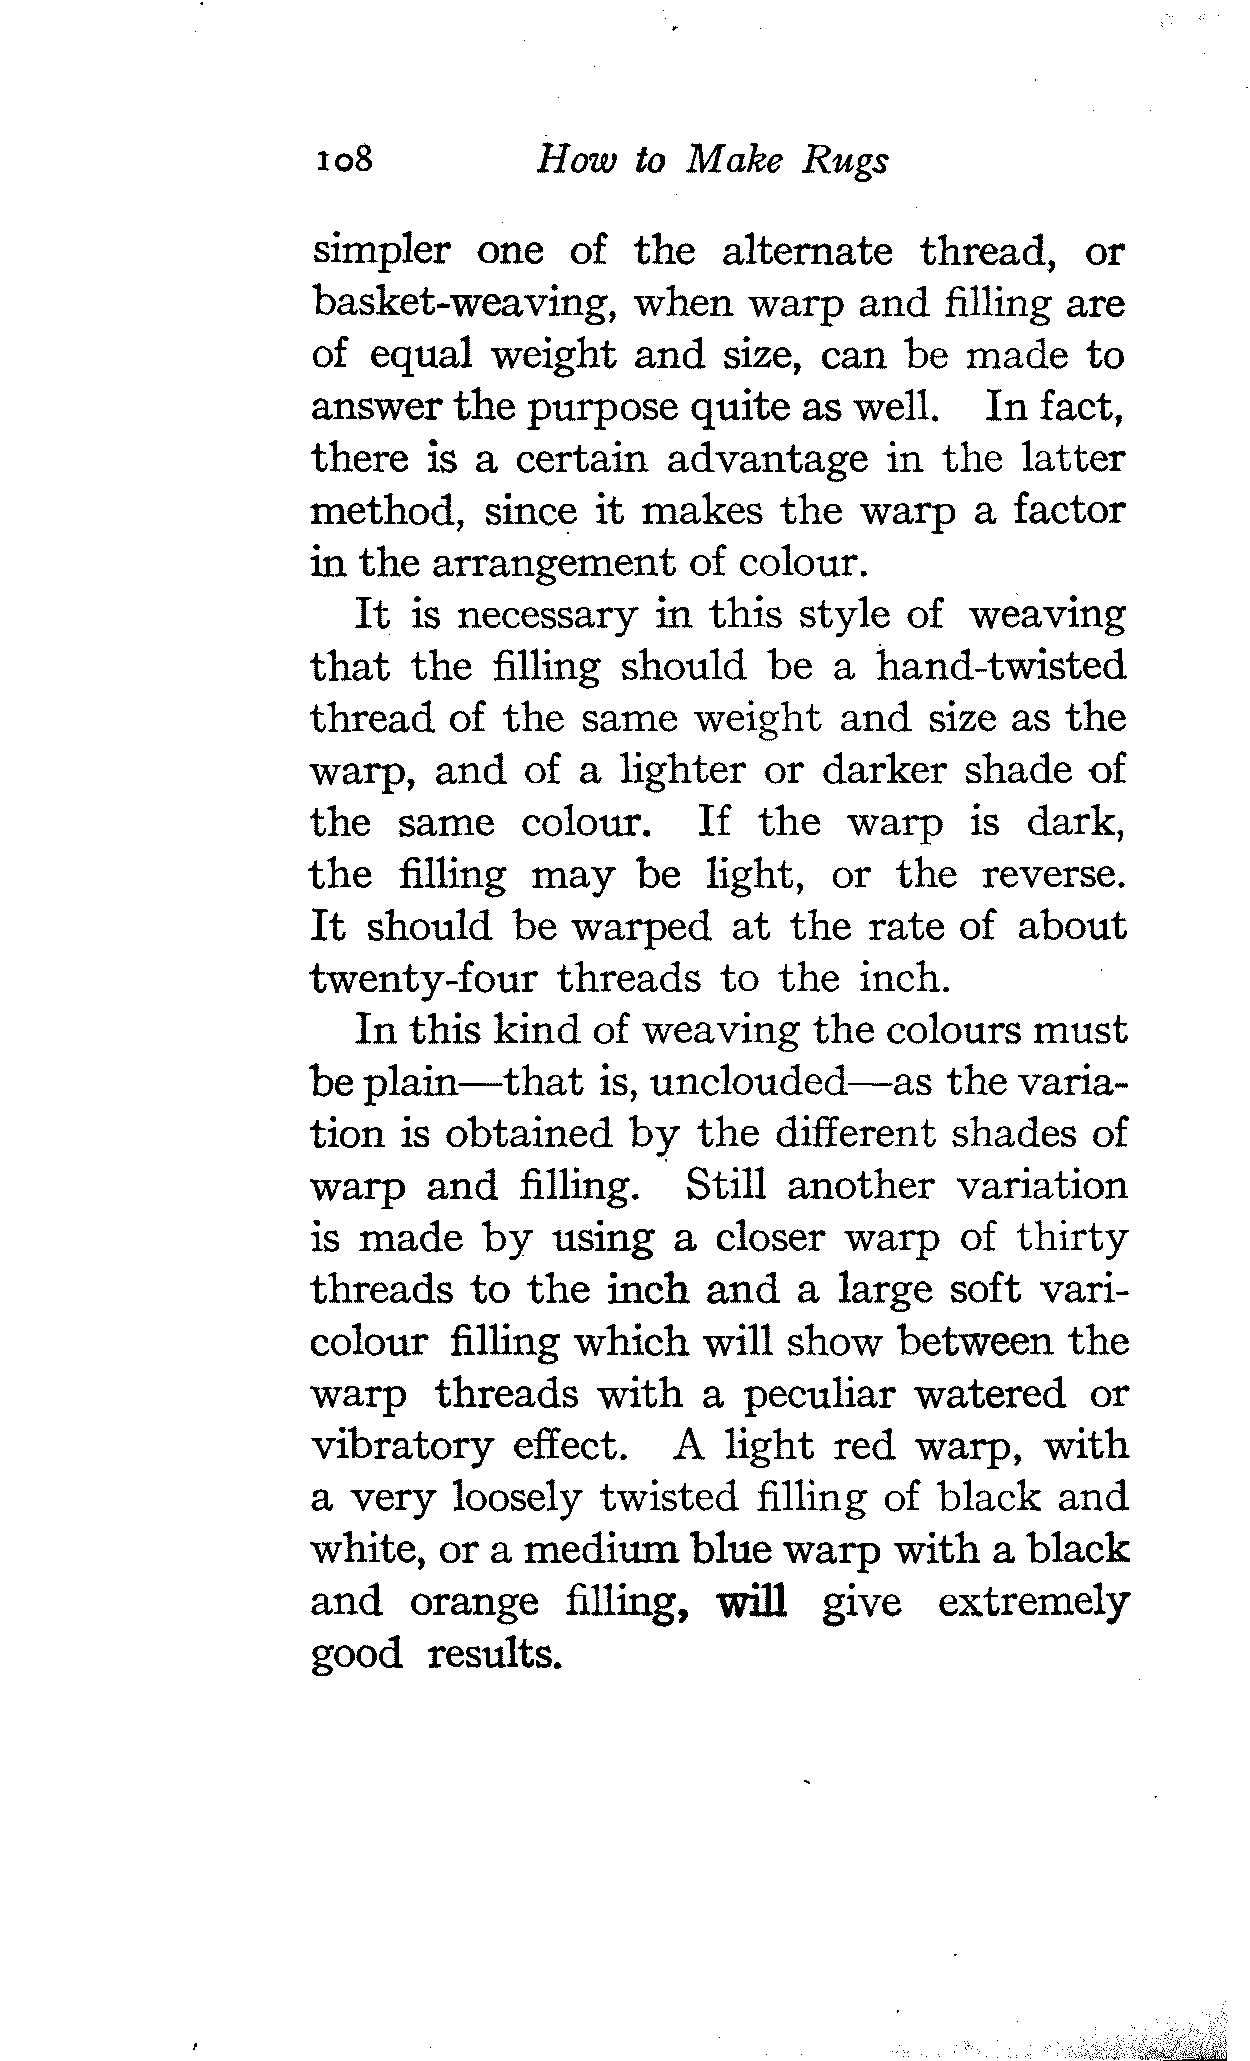 108 How to Make Rugs
simpler one of the alternate thread, or
basket-weaving, when warp and filling are
of equal weight and size, can be made to
answer the purpose quite as well. In fact,
there is a certain advantage in the latter
method, since it makes the warp a factor
in the arrangement of colour.
It is necessary in this style of weaving
that the filling should be a hand-twisted
thread of the same weight and size as the
warp, and of a lighter or darker shade of
the same colour. If the warp is dark,
the filling may be light, or the reverse.
It should be warped at the rate of about
twenty-four threads to the inch.
In this kind of weaving the colours must
be plain—that is, unclouded—as the varia-
tion is obtained by the different shades of
warp and filling. Still another variation
is made by using a closer warp of thirty
threads to the inch and a large soft vari-
colour filling which will show between the
warp threads with a peculiar watered or
vibratory effect. A light red warp, with
a very loosely twisted filling of black and
white, or a medium blue warp with a black
and orange filling, will give extremely
good results.